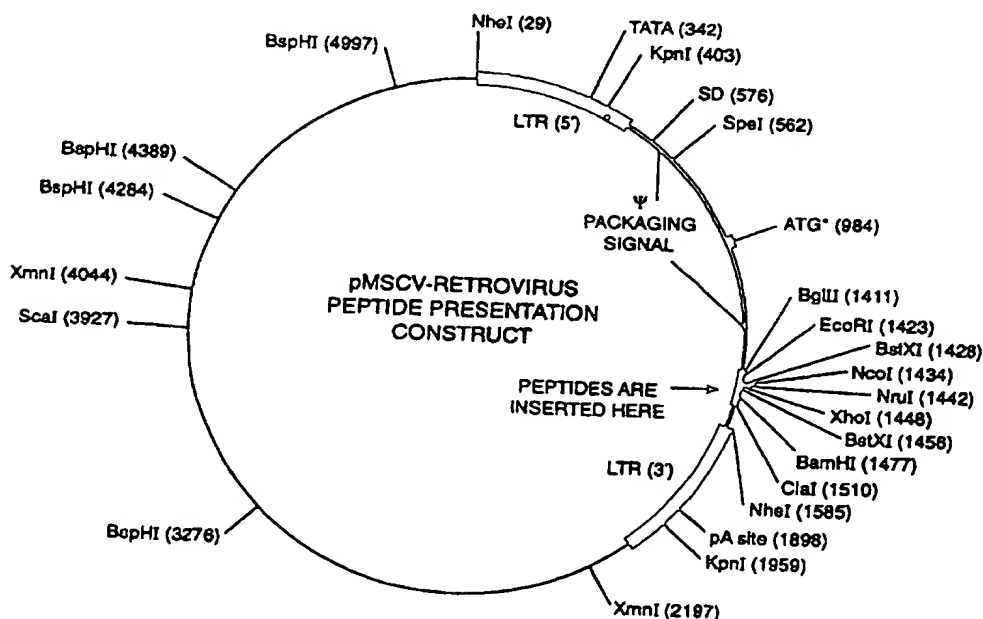 NheI (29)
TATA (342)
KpnI (403)
SD (576)
SpeI (562)
LTR (5')
Ψ
PACKAGING
SIGNAL
ATG* (984)
BglII (1411)
EcoRI (1423)
BstXI (1428)
NcoI (1434)
NruI (1442)
XhoI (1448)
BstXI (1458)
BamHI (1477)
ClaI (1510)
NheI (1585)
PEPTIDES ARE
INSERTED HERE
LTR (3')
pA site (1898)
KpnI (1959)
XmnI (2197)
BspHI (3276)
ScaI (3927)
XmnI (4044)
BspHI (4284)
BspHI (4389)
BspHI (4997)
pMSCV-RETROVIRUS
PEPTIDE PRESENTATION
CONSTRUCT